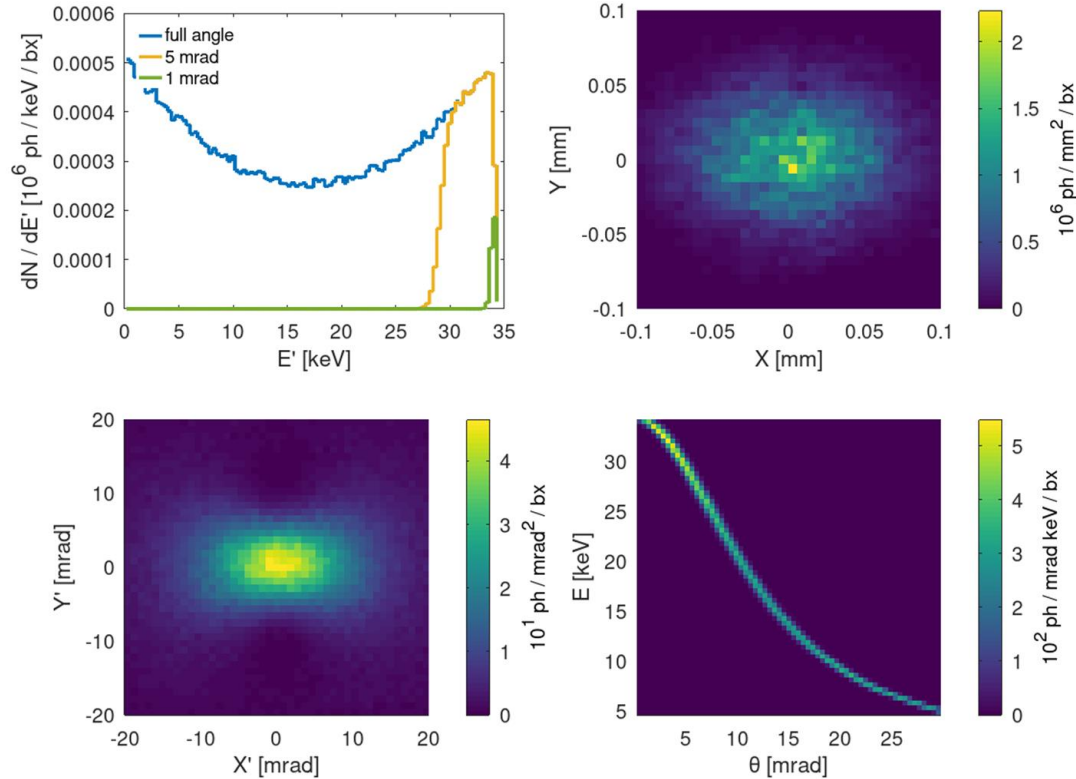 0.0006
0.0005
0.0004
0.0003
0.0002
0.0001
0
dN / dE' [10^6 ph / keV / bx]
full angle
5 mrad
1 mrad
0 5 10 15 20 25 30 35
E' [keV]
0.1
0.05
0
-0.05
-0.1
Y [mm]
-0.1 -0.05 0 0.05 0.1
X [mm]
2
1.5
1
0.5
0
10^6 ph / mm^2 / bx
20
10
0
-10
-20
Y' [mrad]
-20 -10 0 10 20
X' [mrad]
4
3
2
1
0
10^1 ph / mrad^2 / bx
30
25
20
15
10
5
E [keV]
5 10 15 20 25
θ [mrad]
5
4
3
2
1
0
10^2 ph / mrad keV / bx